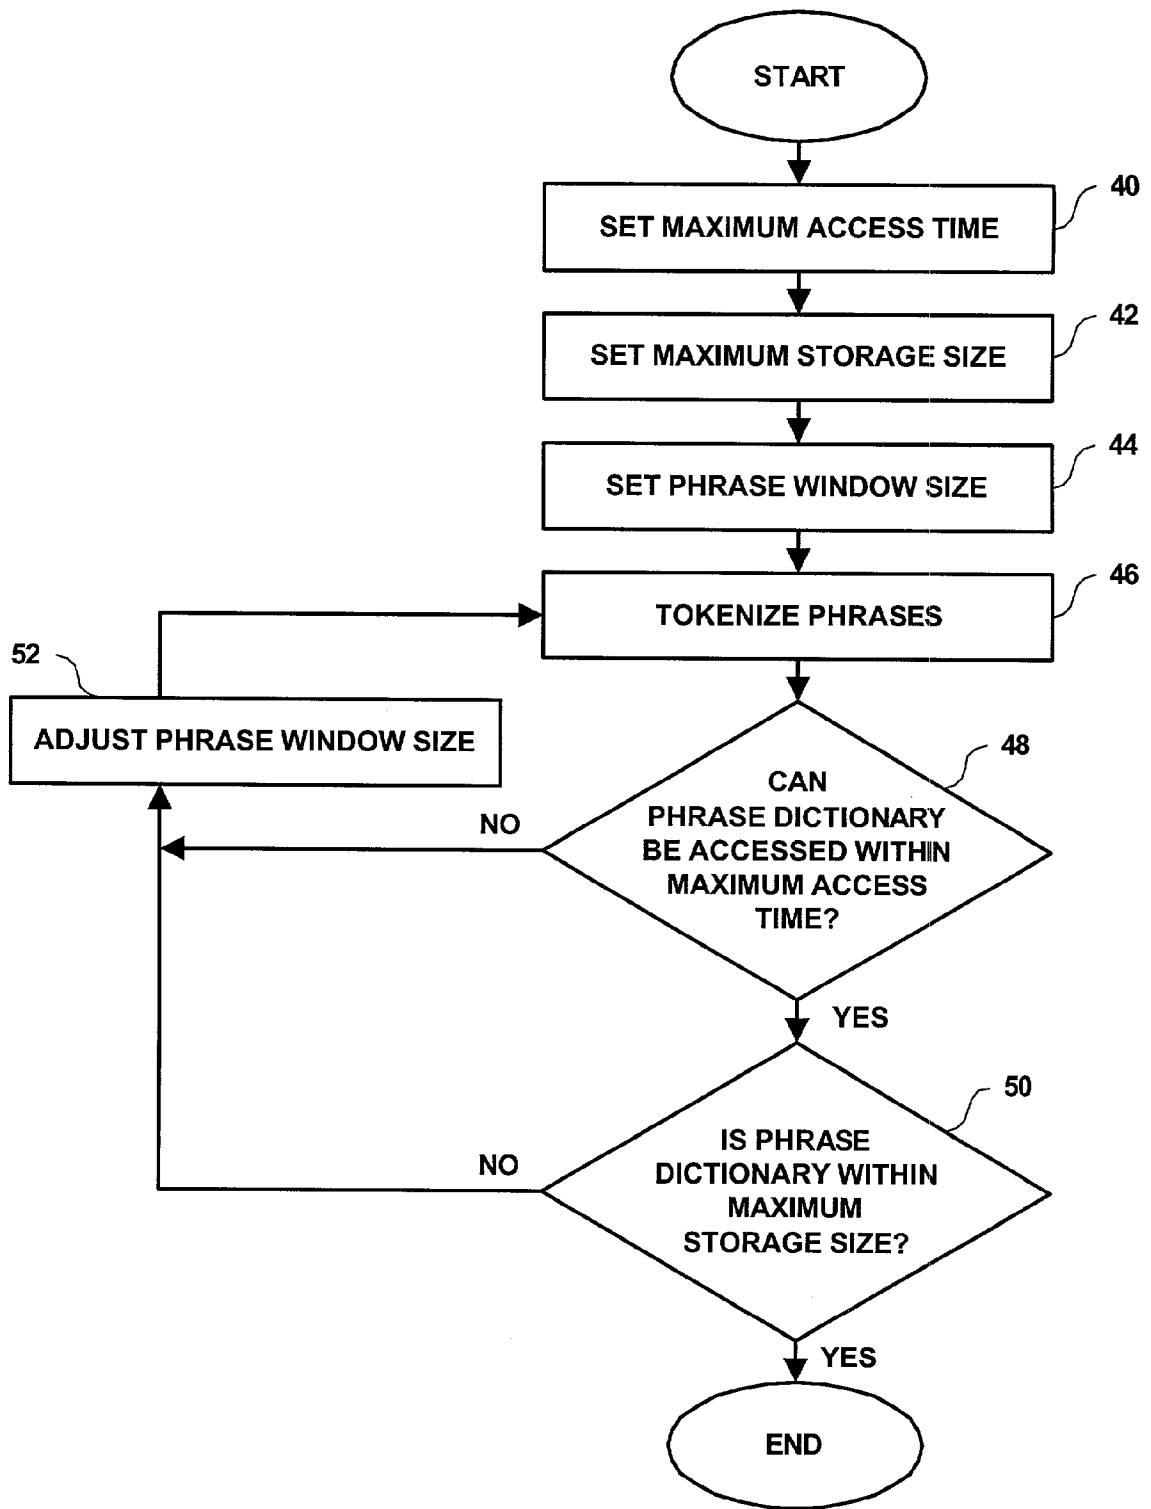 START
40
SET MAXIMUM ACCESS TIME
42
SET MAXIMUM STORAGE SIZE
44
SET PHRASE WINDOW SIZE
46
TOKENIZE PHRASES
52
ADJUST PHRASE WINDOW SIZE
48
CAN
PHRASE DICTIONARY
BE ACCESSED WITHIN
MAXIMUM ACCESS
TIME?
NO
YES
50
IS PHRASE
DICTIONARY WITHIN
MAXIMUM
STORAGE SIZE?
NO
YES
END